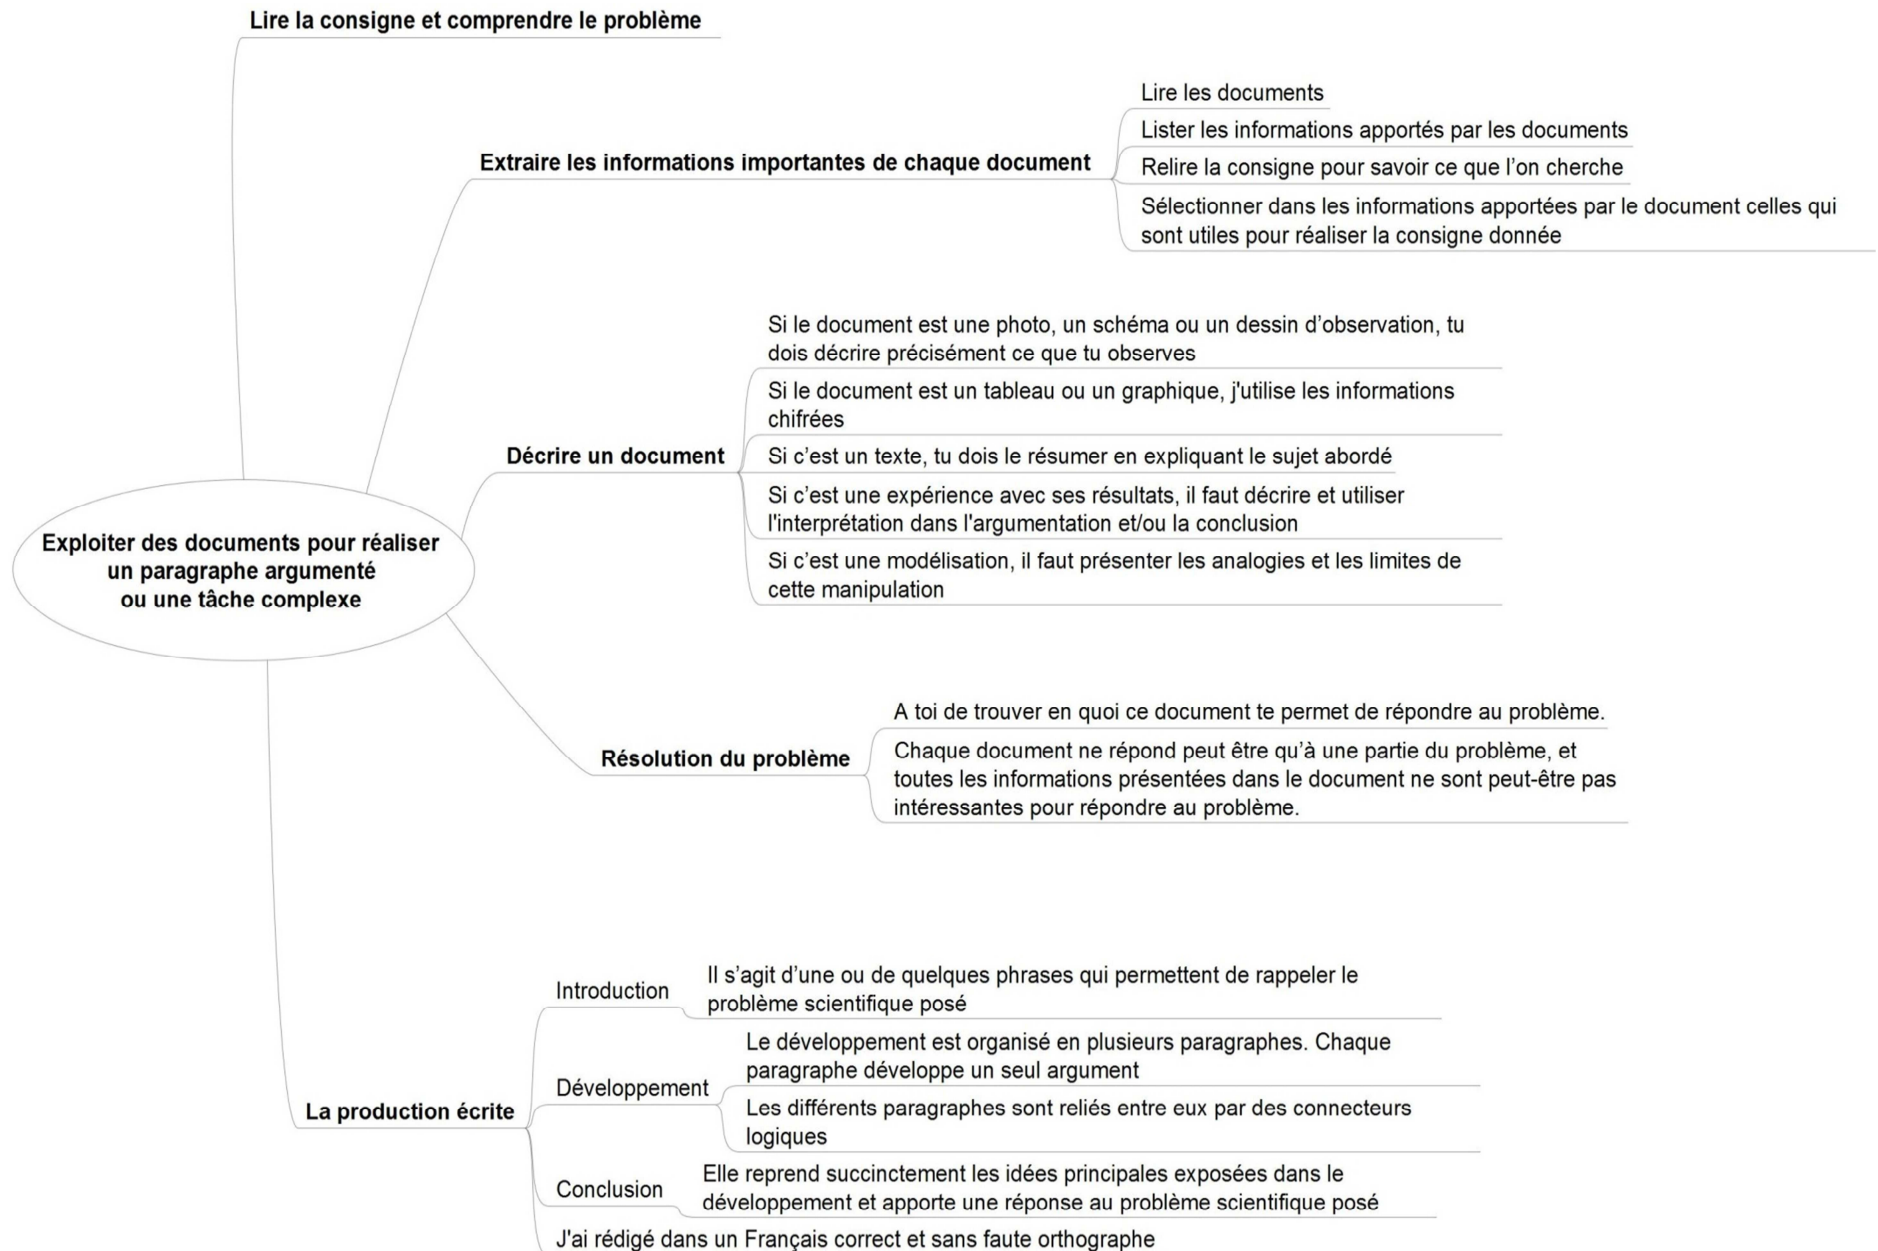 Lire la consigne et comprendre le problème
Extraire les informations importantes de chaque document
Lire les documents
Lister les informations apportés par les documents
Relire la consigne pour savoir ce que l’on cherche
Sélectionner dans les informations apportées par le document celles qui
sont utiles pour réaliser la consigne donnée
Décrire un document
Si le document est une photo, un schéma ou un dessin d’observation, tu
dois décrire précisément ce que tu observes
Si le document est un tableau ou un graphique, j'utilise les informations
chifrées
Si c’est un texte, tu dois le résumer en expliquant le sujet abordé
Si c’est une expérience avec ses résultats, il faut décrire et utiliser
l'interprétation dans l'argumentation et/ou la conclusion
Si c’est une modélisation, il faut présenter les analogies et les limites de
cette manipulation
Exploiter des documents pour réaliser
un paragraphe argumenté
ou une tâche complexe
Résolution du problème
A toi de trouver en quoi ce document te permet de répondre au problème.
Chaque document ne répond peut être qu’à une partie du problème, et
toutes les informations présentées dans le document ne sont peut-être pas
intéressantes pour répondre au problème.
La production écrite
Introduction
Il s’agit d’une ou de quelques phrases qui permettent de rappeler le
problème scientifique posé
Développement
Le développement est organisé en plusieurs paragraphes. Chaque
paragraphe développe un seul argument
Les différents paragraphes sont reliés entre eux par des connecteurs
logiques
Conclusion
Elle reprend succinctement les idées principales exposées dans le
développement et apporte une réponse au problème scientifique posé
J'ai rédigé dans un Français correct et sans faute orthographe